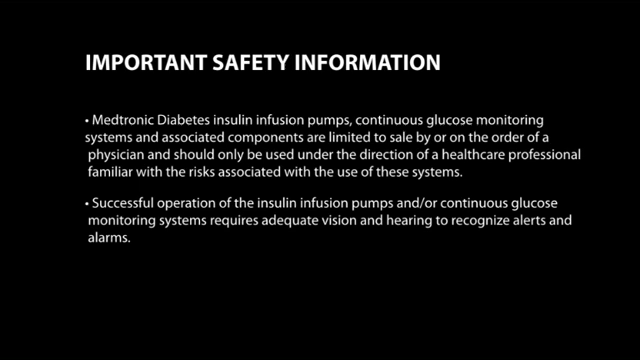 IMPORTANT SAFETY INFORMATION
• Medtronic Diabetes insulin infusion pumps, continuous glucose monitoring
systems and associated components are limited to sale by or on the order of a
physician and should only be used under the direction of a healthcare professional
familiar with the risks associated with the use of these systems.
• Successful operation of the insulin infusion pumps and/or continuous glucose
monitoring systems requires adequate vision and hearing to recognize alerts and
alarms.